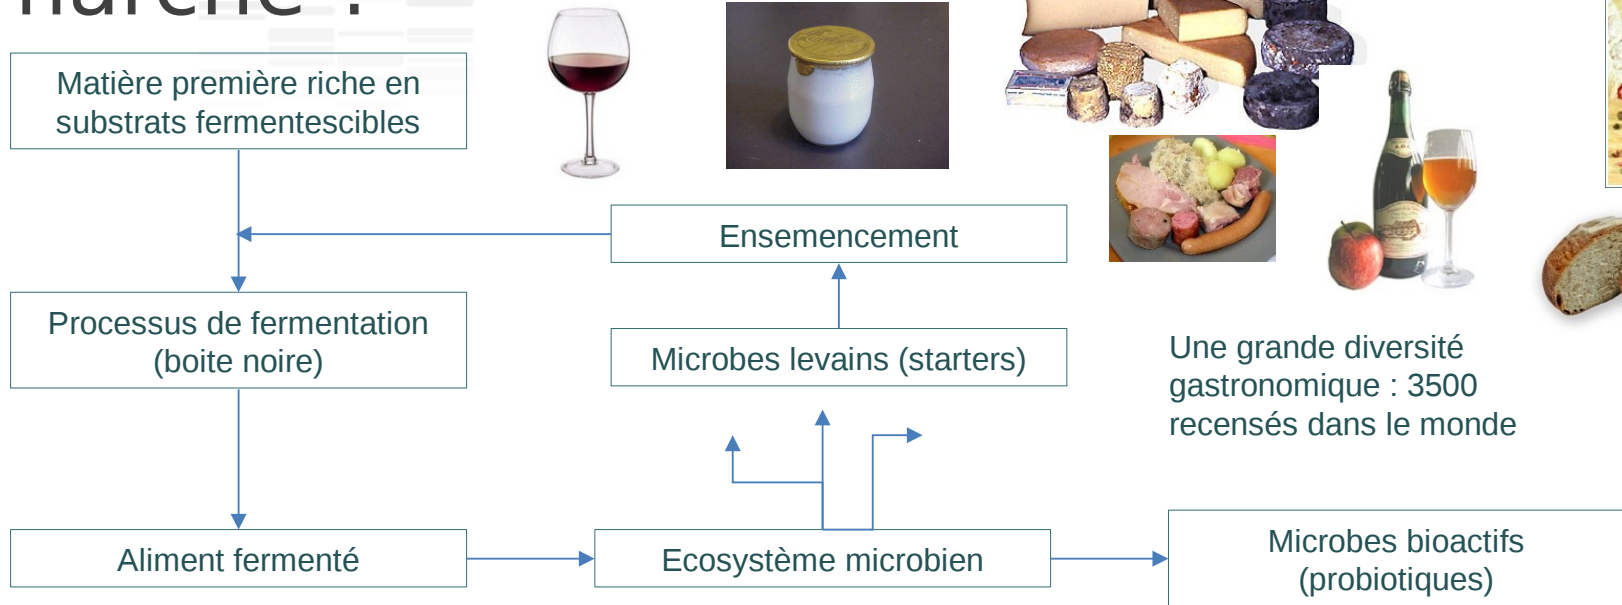 Matière première riche en
substrats fermentescibles
Ensemencement
Processus de fermentation
(boite noire)
Microbes levains (starters)
Une grande diversité
gastronomique : 3500
recensés dans le monde
Aliment fermenté
Ecosystème microbien
Microbes bioactifs
(probiotiques)